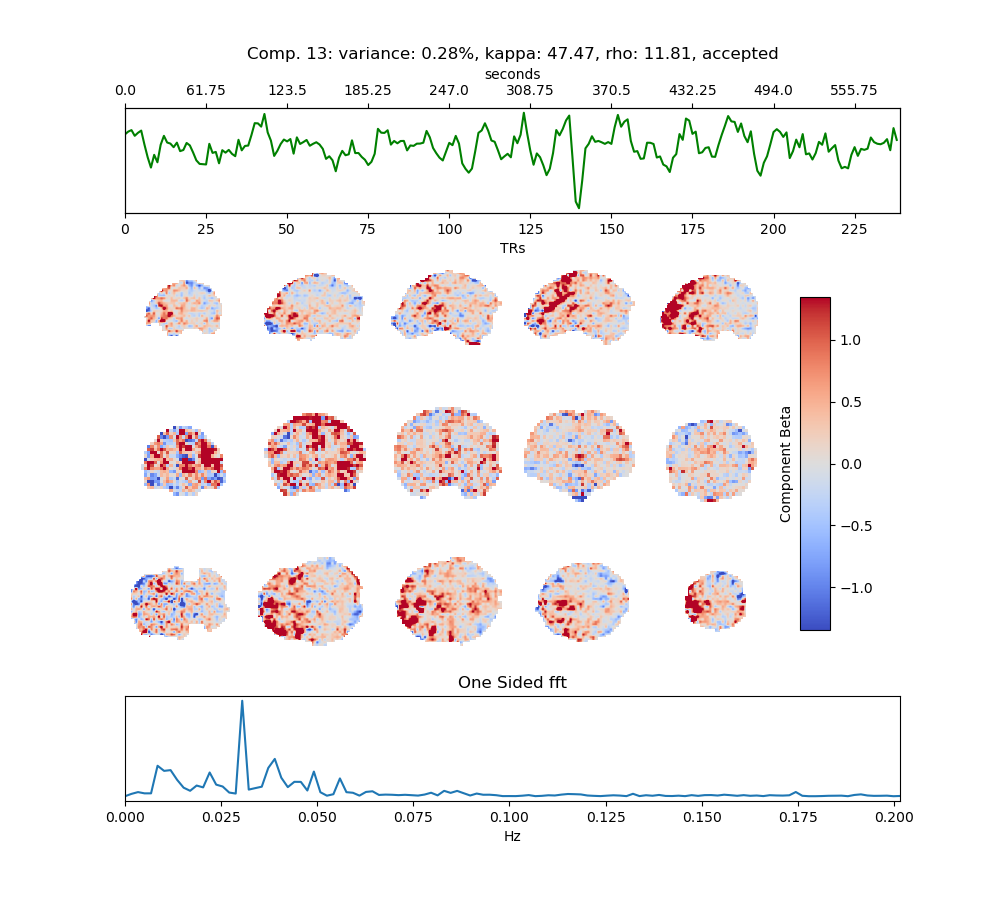 Comp. 13: variance: 0.28%, kappa: 47.47, rho: 11.81, accepted
seconds
0.0 61.75 123.5 185.25 247.0 308.75 370.5 432.25 494.0 555.75
0 25 50 75 100 125 150 175 200 225
TRs
1.0
0.5
0.0
−0.5
−1.0
Component Beta
One Sided fft
0.000 0.025 0.050 0.075 0.100 0.125 0.150 0.175 0.200
Hz